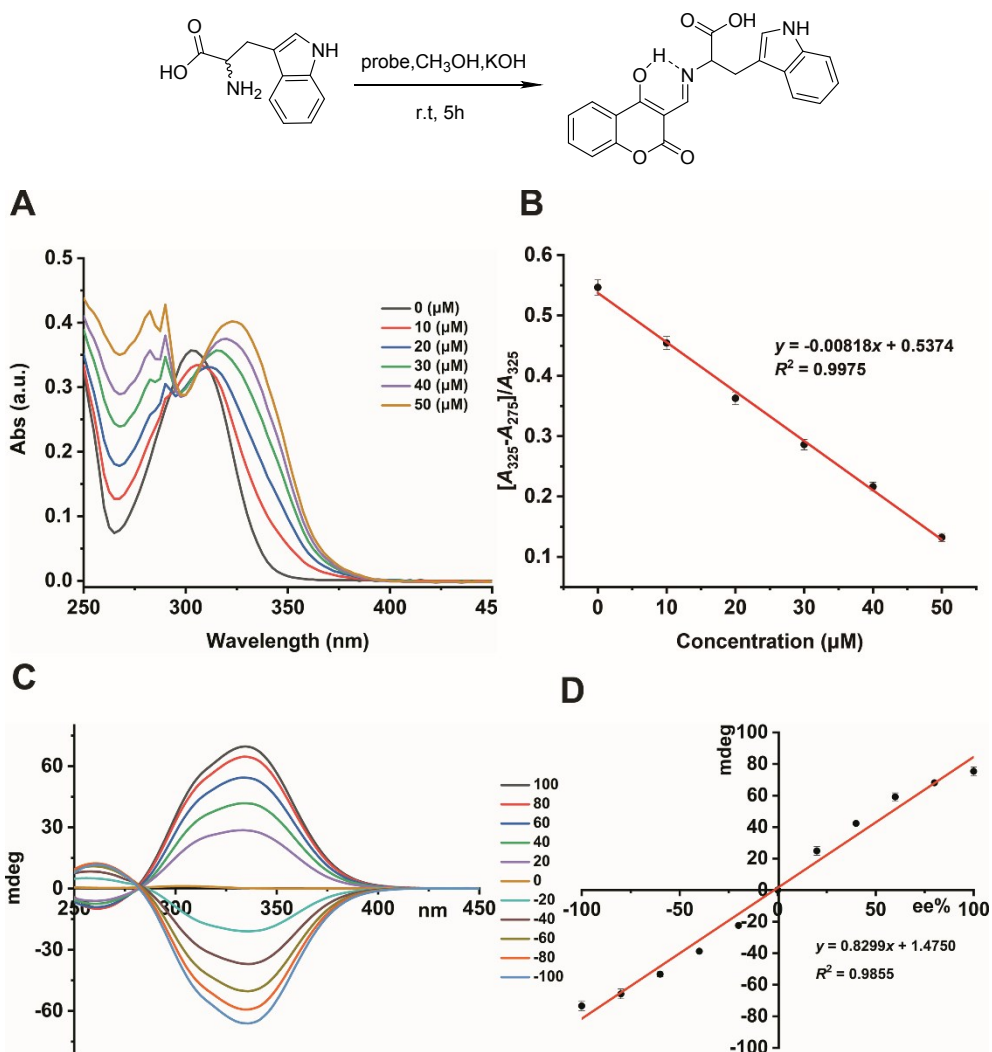 O
HO
NH2
NH
probe,CH3OH,KOH
r.t, 5h
O
OH
NH
H
N
O
O
O
A
Abs (a.u.)
0.5
0.4
0.3
0.2
0.1
0.0
0 (µM)
10 (µM)
20 (µM)
30 (µM)
40 (µM)
50 (µM)
250 300 350 400 45
Wavelength (nm)
B
[A325-A275]/A325
0.6
0.5
0.4
0.3
0.2
0.1
y = -0.00818x + 0.5374
R2 = 0.9975
0 10 20 30 40 50
Concentration (µM)
C
mdeg
60
30
0
-30
-60
250 300 350 400 450
nm
100
80
60
40
20
0
-20
-40
-60
-80
-100
D
mdeg
100
80
60
40
20
0
-20
-40
-60
-80
-100
-100 -50 0 50 100
ee%
y = 0.8299x + 1.4750
R2 = 0.9855